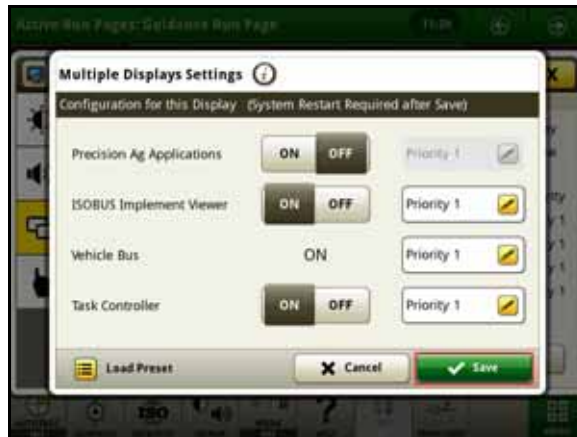 Active Run Pages: Guidance Run Page
Multiple Displays Settings
Configuration for this Display (System Restart Required after Save)
Precision Ag Applications ON OFF Priority 1
ISOBUS Implement Viewer ON OFF Priority 1
Vehicle Bus ON Priority 1
Task Controller ON OFF Priority 1
Load Preset Cancel Save
ISO